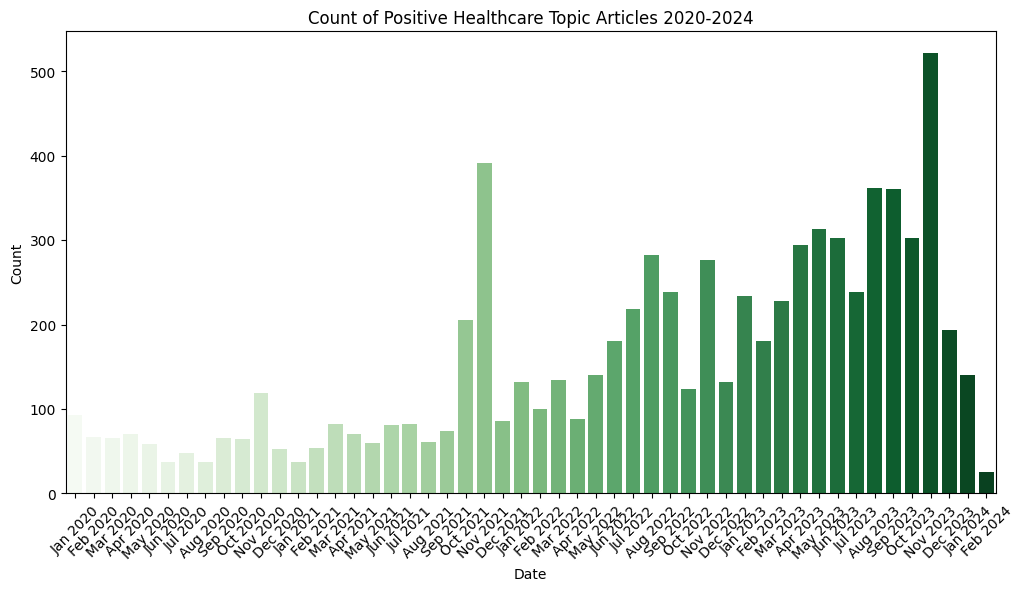 Count of Positive Healthcare Topic Articles 2020-2024
Count
500
400
300
200
100
0
Jan 2020
Feb 2020
Mar 2020
Apr 2020
May 2020
Jun 2020
Jul 2020
Aug 2020
Sep 2020
Oct 2020
Nov 2020
Dec 2020
Jan 2021
Feb 2021
Mar 2021
Apr 2021
May 2021
Jun 2021
Jul 2021
Aug 2021
Sep 2021
Oct 2021
Nov 2021
Dec 2021
Jan 2022
Feb 2022
Mar 2022
Apr 2022
May 2022
Jun 2022
Jul 2022
Aug 2022
Sep 2022
Oct 2022
Nov 2022
Dec 2022
Jan 2023
Feb 2023
Mar 2023
Apr 2023
May 2023
Jun 2023
Jul 2023
Aug 2023
Sep 2023
Oct 2023
Nov 2023
Dec 2023
Jan 2024
Feb 2024
Date